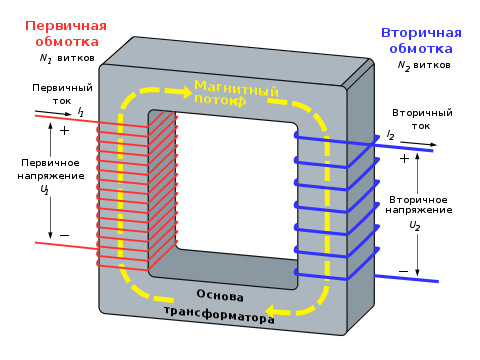 Первичная
обмотка
N1 витков
Первичный
ток
I1
+
Первичное
напряжение
U1
−
Магнитный
поток, Φ
Основа
трансформатора
Вторичная
обмотка
N2 витков
Вторичный
ток
I2
+
Вторичное
напряжение
U2
−